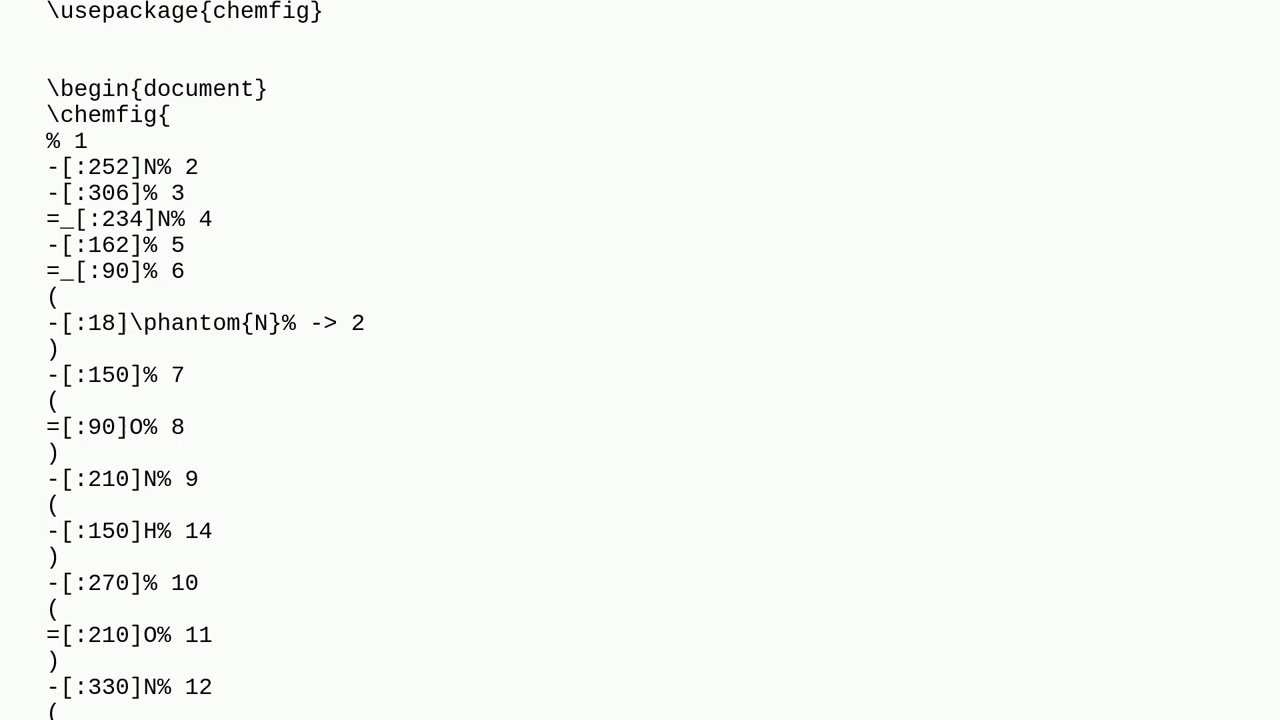 \usepackage{chemfig}
\begin{document}
\chemfig{
% 1
-[:252]N% 2
-[:306]% 3
=_[:234]N% 4
-[:162]% 5
=_[:90]% 6
(
-[:18]\phantom{N}% -> 2
)
-[:150]% 7
(
=[:90]O% 8
)
-[:210]N% 9
(
-[:150]H% 14
)
-[:270]% 10
(
=[:210]O% 11
)
-[:330]N% 12
(